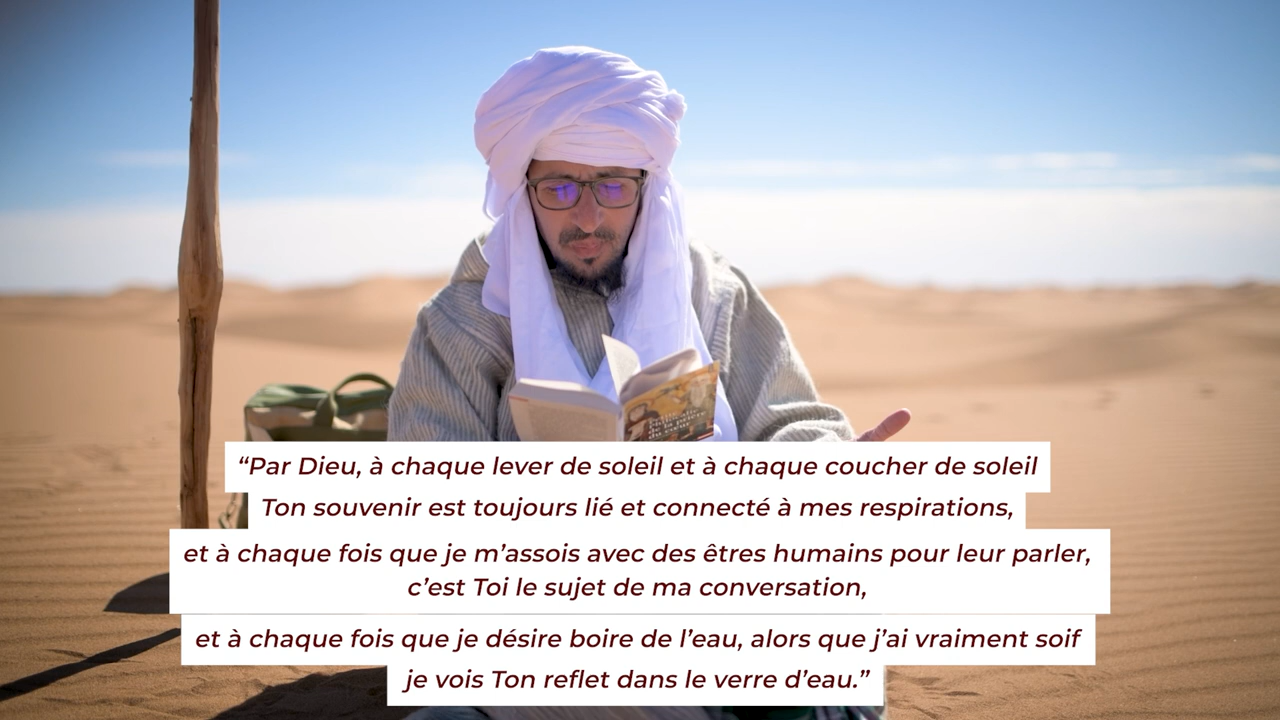 “Par Dieu, à chaque lever de soleil et à chaque coucher de soleil
Ton souvenir est toujours lié et connecté à mes respirations,
et à chaque fois que je m’assois avec des êtres humains pour leur parler,
c’est Toi le sujet de ma conversation,
et à chaque fois que je désire boire de l’eau, alors que j’ai vraiment soif
je vois Ton reflet dans le verre d’eau.”